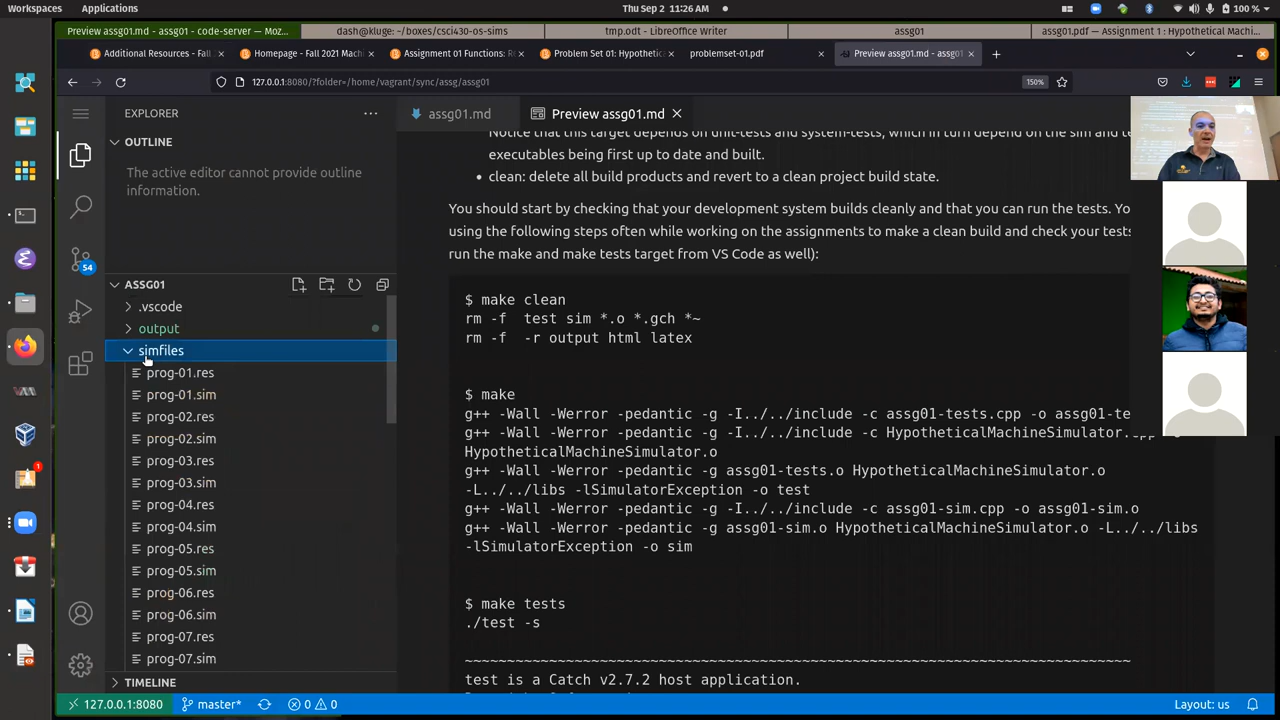 Workspaces Applications Thu Sep 2 11:26 AM 100 %
Preview assg01.md - assg01 - code-server — Moz... dash@kluge: ~/boxes/csci430-os-sims tmp.odt - LibreOffice Writer assg01 assg01.pdf — Assignment 1 : Hypothetical Mach...
Additional Resources - Fal Homepage - Fall 2021 Mach Assignment 01 Functions: Re Problem Set 01: Hypothetica problemset-01.pdf Preview assg01.md - assg01
127.0.0.1:8080/?folder=/home/vagrant/sync/assg/assg01 150%
EXPLORER
assg01.md Preview assg01.md
OUTLINE
The active editor cannot provide outline
information.
ASSG01
.vscode
output
simfiles
prog-01.res
prog-01.sim
prog-02.res
prog-02.sim
prog-03.res
prog-03.sim
prog-04.res
prog-04.sim
prog-05.res
prog-05.sim
prog-06.res
prog-06.sim
prog-07.res
prog-07.sim
TIMELINE
54
1
Notice that this target depends on unit-tests and system-tests, which in turn depend on the sim and te
executables being first up to date and built.
• clean: delete all build products and revert to a clean project build state.
You should start by checking that your development system builds cleanly and that you can run the tests. Yo
using the following steps often while working on the assignments to make a clean build and check your tests
run the make and make tests target from VS Code as well):
$ make clean
rm -f test sim *.o *.gch *~
rm -f -r output html latex
$ make
g++ -Wall -Werror -pedantic -g -I../../include -c assg01-tests.cpp -o assg01-te
g++ -Wall -Werror -pedantic -g -I../../include -c HypotheticalMachineSimulator.cpp -o
HypotheticalMachineSimulator.o
g++ -Wall -Werror -pedantic -g assg01-tests.o HypotheticalMachineSimulator.o
-L../../libs -lSimulatorException -o test
g++ -Wall -Werror -pedantic -g -I../../include -c assg01-sim.cpp -o assg01-sim.o
g++ -Wall -Werror -pedantic -g assg01-sim.o HypotheticalMachineSimulator.o -L../../libs
-lSimulatorException -o sim
$ make tests
./test -s
~~~~~~~~~~~~~~~~~~~~~~~~~~~~~~~~~~~~~~~~~~~~~~~~~~~~~~~~~~~~~~~~~~~~~~~~~~~~~~~
test is a Catch v2.7.2 host application.
127.0.0.1:8080 master* 0 0 Layout: us